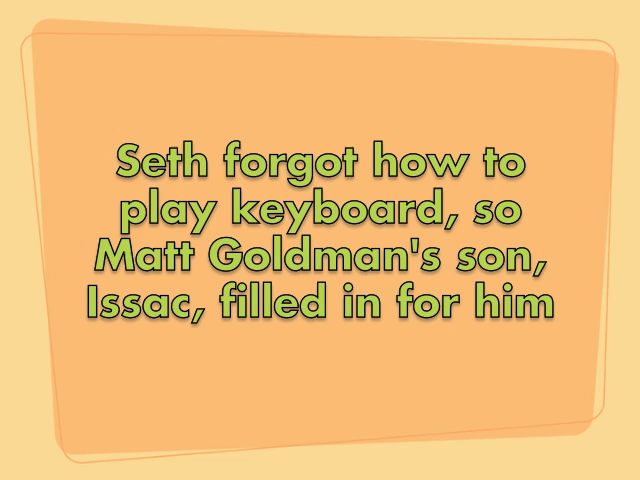 Seth forgot how to
play keyboard, so
Matt Goldman's son,
Issac, filled in for him